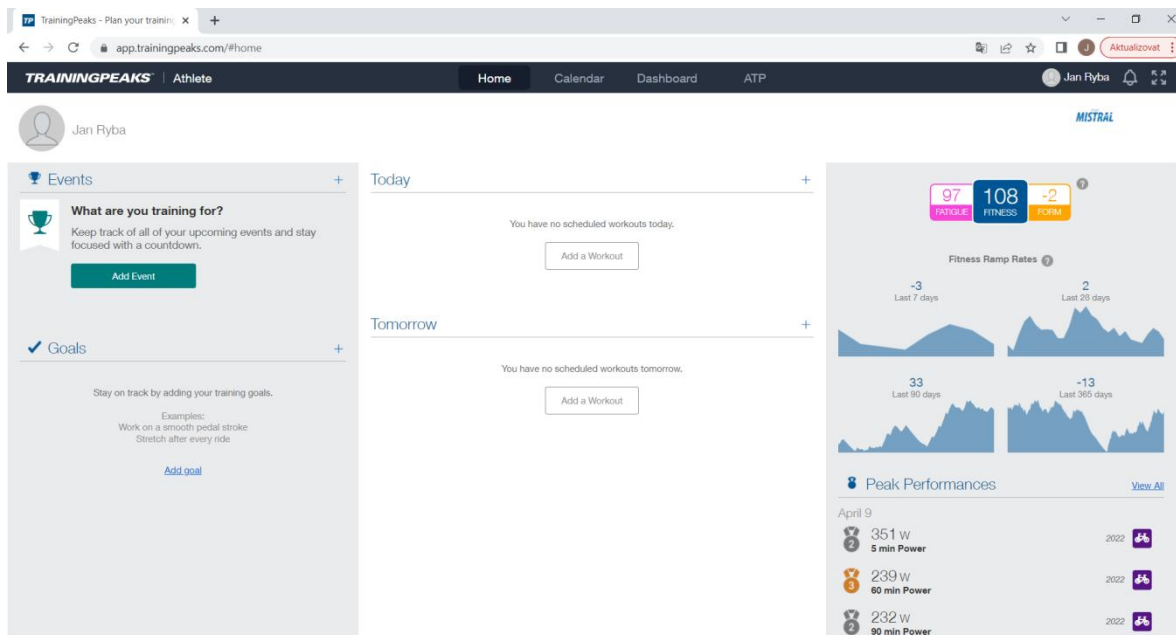 TP TrainingPeaks - Plan your training
app.trainingpeaks.com/#home
J
Aktualizovat
TRAININGPEAKS | Athlete
Home
Calendar
Dashboard
ATP
Jan Ryba
Jan Ryba
MISTRAL
Events
What are you training for?
Keep track of all of your upcoming events and stay
focused with a countdown.
Add Event
Goals
Stay on track by adding your training goals.
Examples:
Work on a smooth pedal stroke
Stretch after every ride
Add goal
Today
You have no scheduled workouts today.
Add a Workout
Tomorrow
You have no scheduled workouts tomorrow.
Add a Workout
97
FATIGUE
108
FITNESS
-2
FORM
?
Fitness Ramp Rates ?
-3
Last 7 days
2
Last 28 days
33
Last 90 days
-13
Last 365 days
Peak Performances
View All
April 9
2
351 W
5 min Power
2022
3
239 W
60 min Power
2022
2
232 W
90 min Power
2022